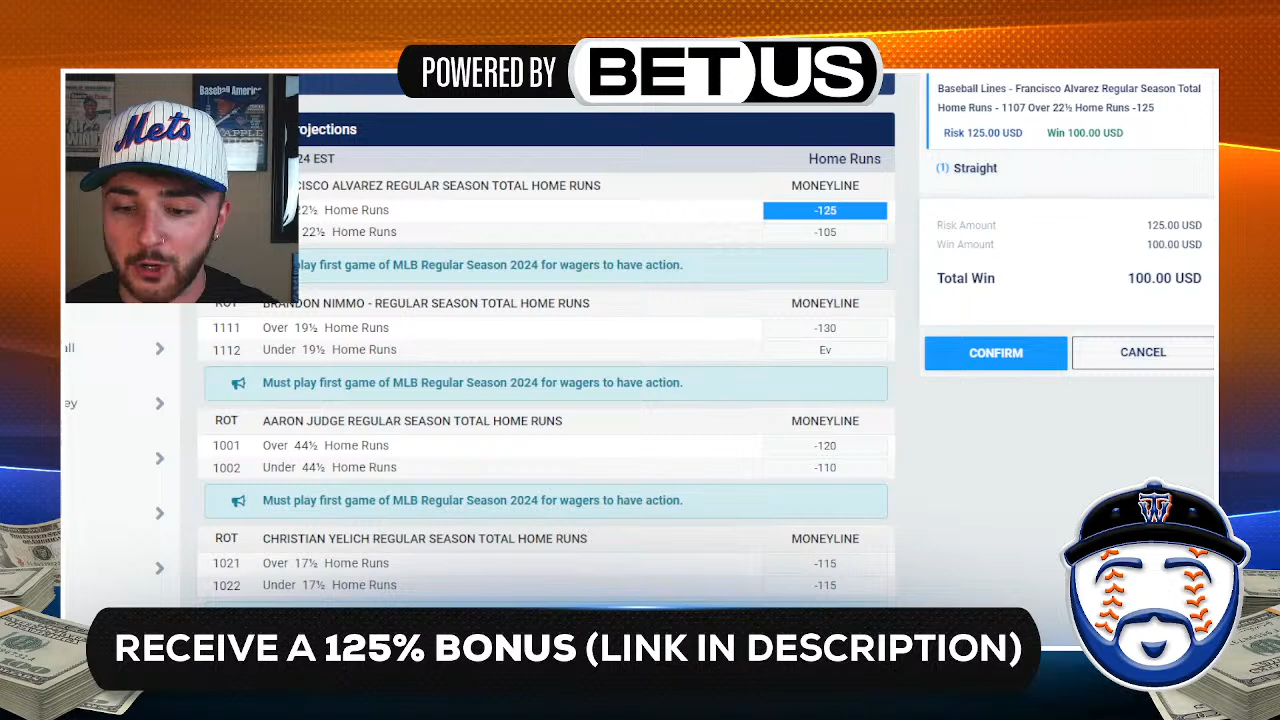 POWERED BY BETUS
Mets
Baseball Americ
APPLE
rojections
24 EST Home Runs
CISCO ALVAREZ REGULAR SEASON TOTAL HOME RUNS MONEYLINE
22½ Home Runs -125
22½ Home Runs -105
lay first game of MLB Regular Season 2024 for wagers to have action.
ROT BRANDON NIMMO - REGULAR SEASON TOTAL HOME RUNS MONEYLINE
1111 Over 19½ Home Runs -130
1112 Under 19½ Home Runs Ev
Must play first game of MLB Regular Season 2024 for wagers to have action.
ROT AARON JUDGE REGULAR SEASON TOTAL HOME RUNS MONEYLINE
1001 Over 44½ Home Runs -120
1002 Under 44½ Home Runs -110
Must play first game of MLB Regular Season 2024 for wagers to have action.
ROT CHRISTIAN YELICH REGULAR SEASON TOTAL HOME RUNS MONEYLINE
1021 Over 17½ Home Runs -115
1022 Under 17½ Home Runs -115
all
ey
Baseball Lines - Francisco Alvarez Regular Season Total
Home Runs - 1107 Over 22½ Home Runs -125
Risk 125.00 USD Win 100.00 USD
(1) Straight
Risk Amount 125.00 USD
Win Amount 100.00 USD
Total Win 100.00 USD
CONFIRM CANCEL
RECEIVE A 125% BONUS (LINK IN DESCRIPTION)